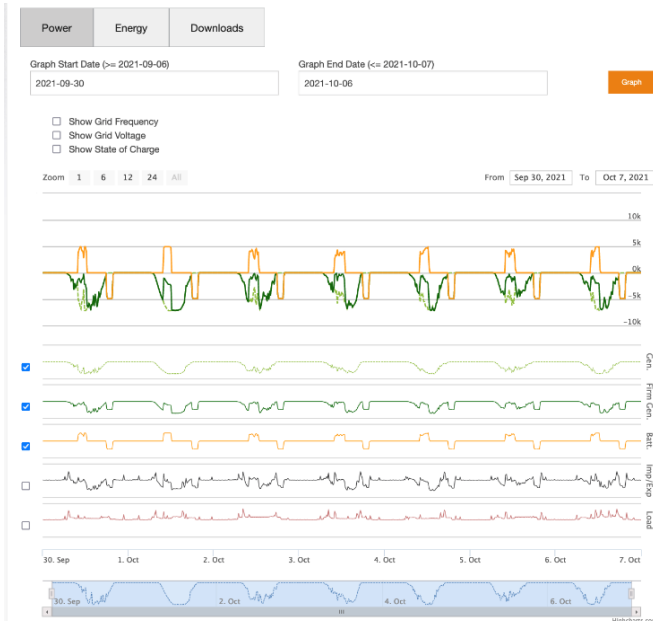 Power Energy Downloads
Graph Start Date (>= 2021-09-06) Graph End Date (<= 2021-10-07)
2021-09-30 2021-10-06 Graph
Show Grid Frequency
Show Grid Voltage
Show State of Charge
Zoom 1 6 12 24 All From Sep 30, 2021 To Oct 7, 2021
10k
5k
0k
-5k
-10k
Gen.
Firm Gen.
Batt.
Imp/Exp
Load
30. Sep 1. Oct 2. Oct 3. Oct 4. Oct 5. Oct 6. Oct 7. Oct
30. Sep 2. Oct 4. Oct 6. Oct